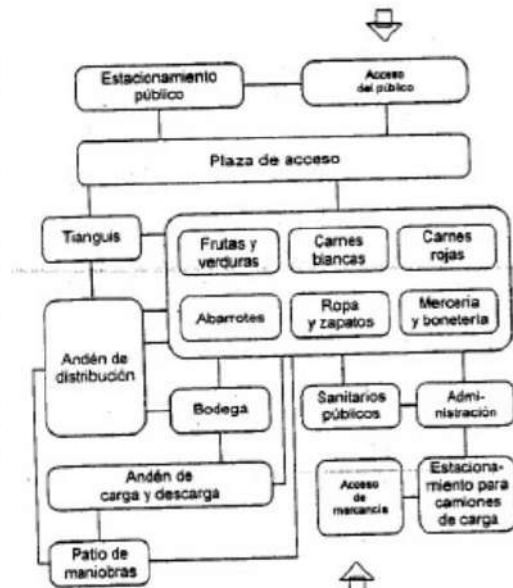 Estacionamiento
público
Acceso
del público
Plaza de acceso
Tianguis
Frutas y
verduras
Carnes
blancas
Carnes
rojas
Abarrotes
Ropa
y zapatos
Mercería
y bonetería
Andén de
distribución
Bodega
Sanitarios
públicos
Admi-
nistración
Andén de
carga y descarga
Acceso
de
mercancía
Estaciona-
miento para
camiones
de carga
Patio de
maniobras